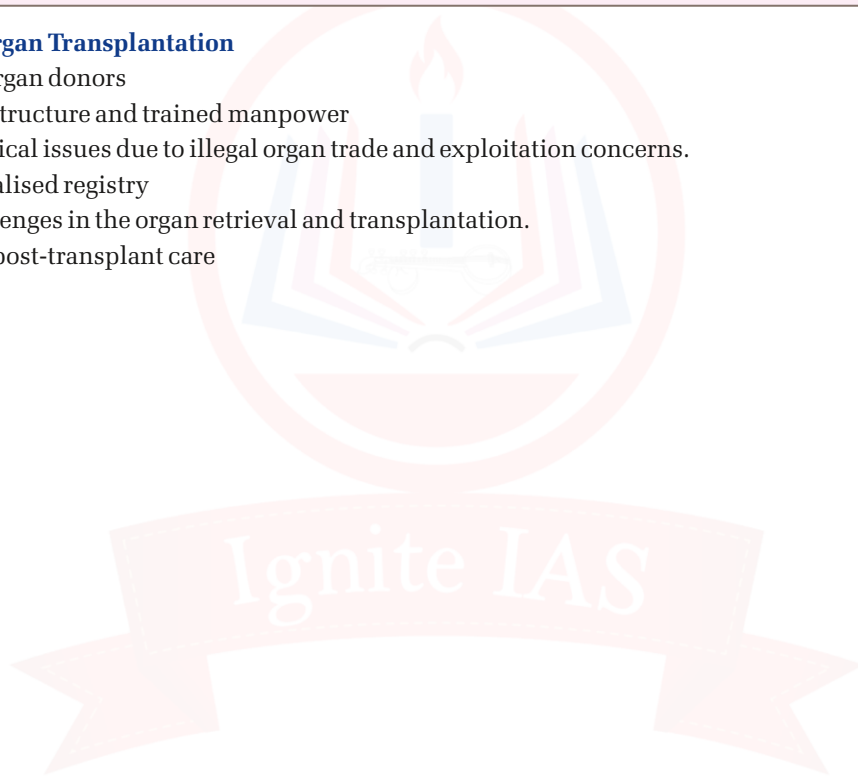 rgan Transplantation
rgan donors
structure and trained manpower
ical issues due to illegal organ trade and exploitation concerns.
alised registry
enges in the organ retrieval and transplantation.
post-transplant care
Ignite IAS